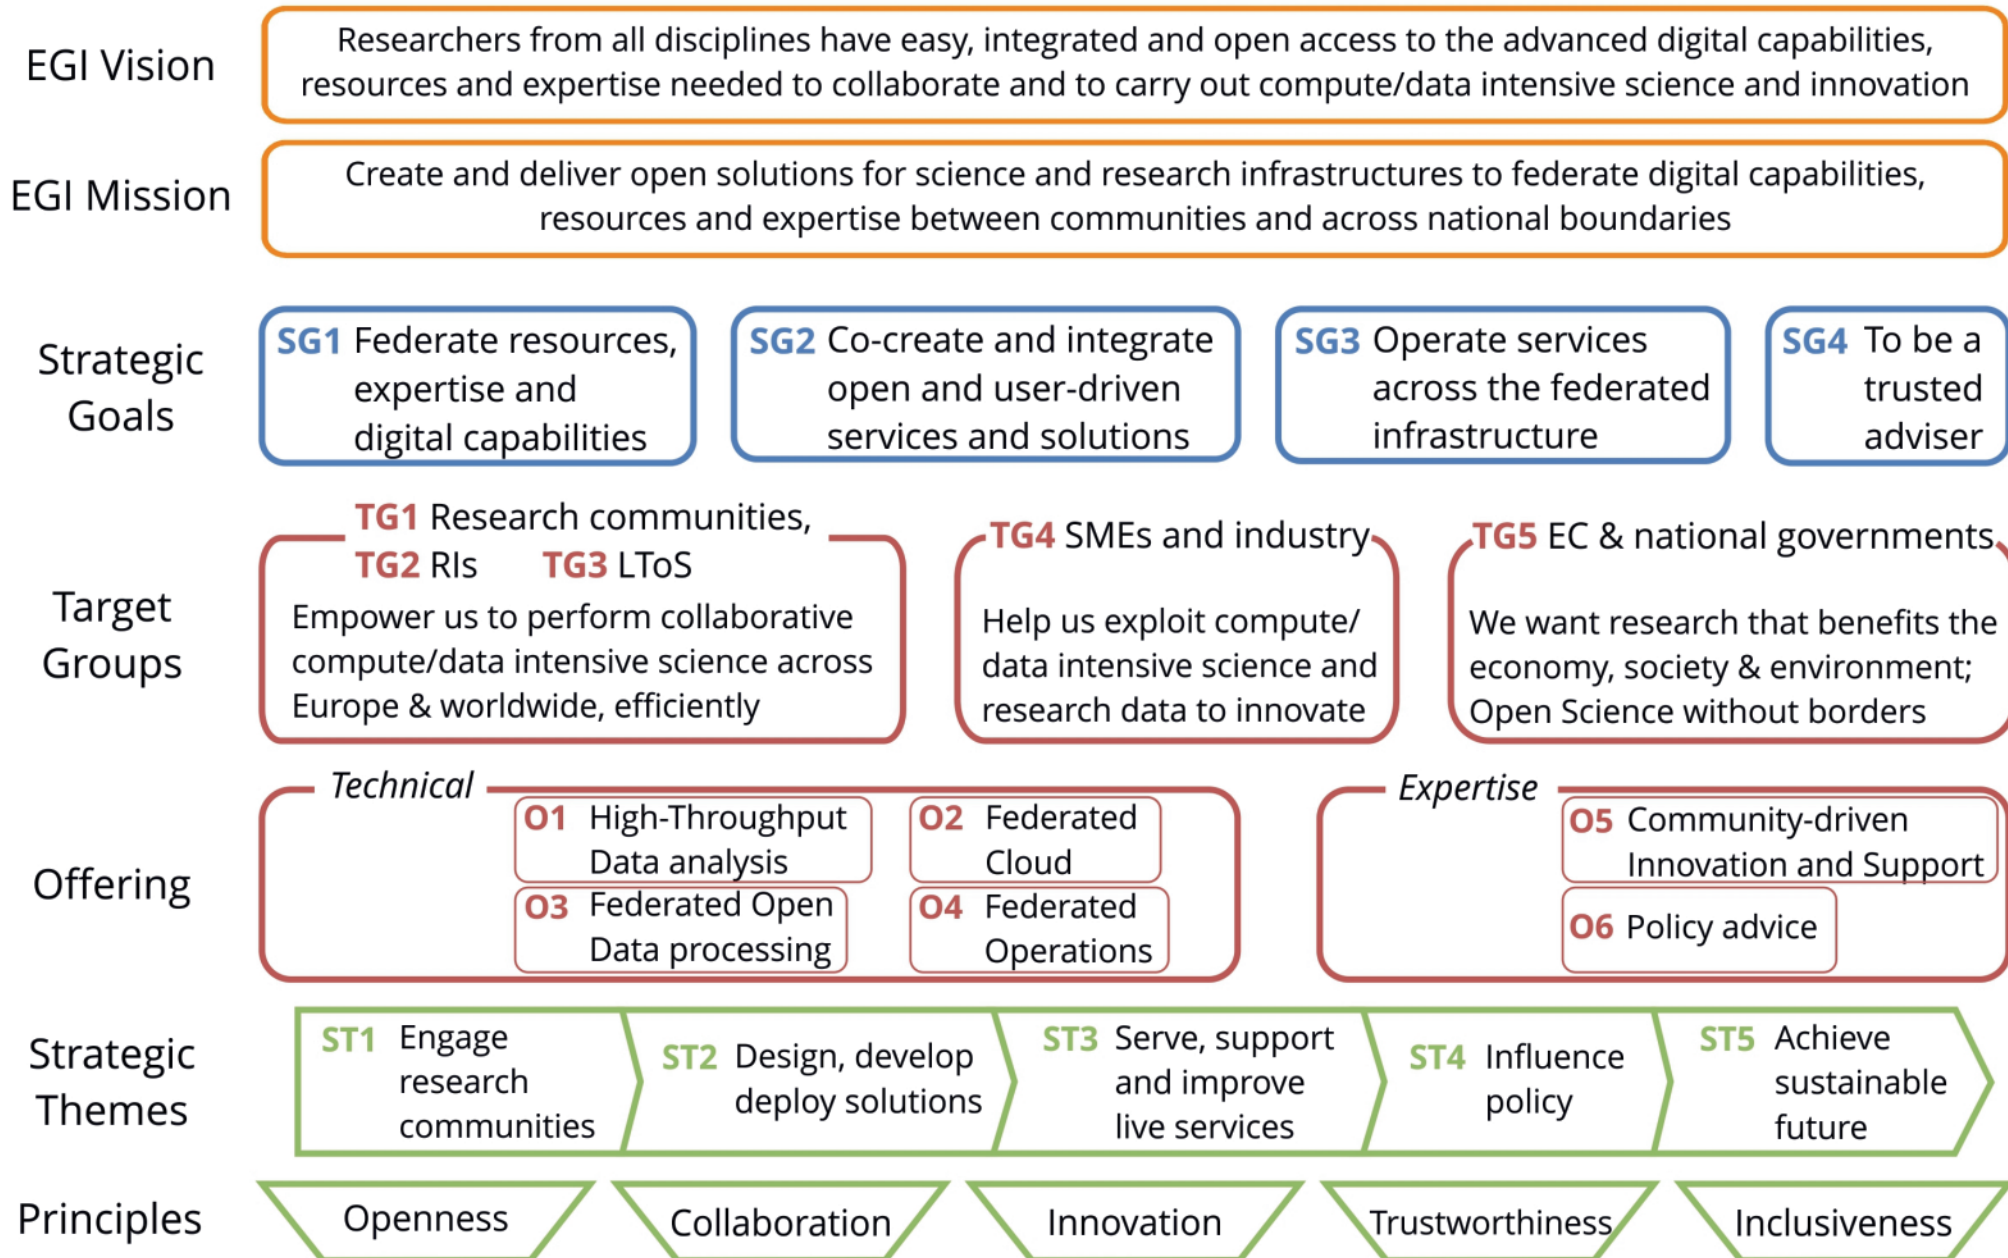 EGI Vision
Researchers from all disciplines have easy, integrated and open access to the advanced digital capabilities,
resources and expertise needed to collaborate and to carry out compute/data intensive science and innovation
EGI Mission
Create and deliver open solutions for science and research infrastructures to federate digital capabilities,
resources and expertise between communities and across national boundaries
Strategic
Goals
SG1 Federate resources,
expertise and
digital capabilities
SG2 Co-create and integrate
open and user-driven
services and solutions
SG3 Operate services
across the federated
infrastructure
SG4 To be a
trusted
adviser
Target
Groups
TG1 Research communities,
TG2 RIs TG3 LToS
Empower us to perform collaborative
compute/data intensive science across
Europe & worldwide, efficiently
TG4 SMEs and industry
Help us exploit compute/
data intensive science and
research data to innovate
TG5 EC & national governments
We want research that benefits the
economy, society & environment;
Open Science without borders
Offering
Technical
O1 High-Throughput
Data analysis
O2 Federated
Cloud
O3 Federated Open
Data processing
O4 Federated
Operations
Expertise
O5 Community-driven
Innovation and Support
O6 Policy advice
Strategic
Themes
ST1 Engage
research
communities
ST2 Design, develop
deploy solutions
ST3 Serve, support
and improve
live services
ST4 Influence
policy
ST5 Achieve
sustainable
future
Principles
Openness
Collaboration
Innovation
Trustworthiness
Inclusiveness